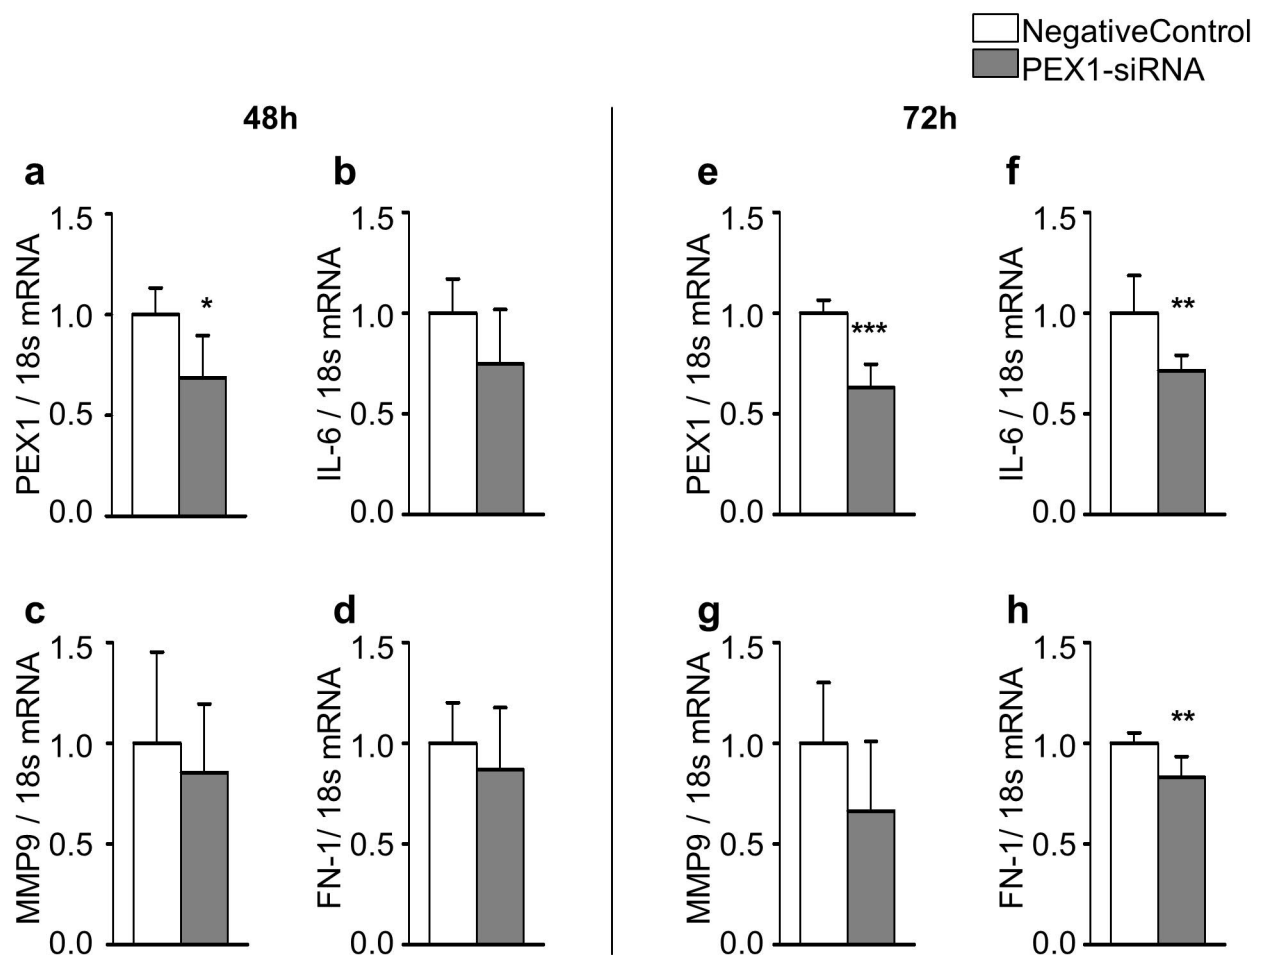 NegativeControl
PEX1-siRNA
48h
72h
a
PEX1 / 18s mRNA
1.5
1.0
0.5
0.0
*
b
IL-6 / 18s mRNA
1.5
1.0
0.5
0.0
e
PEX1 / 18s mRNA
1.5
1.0
0.5
0.0
***
f
IL-6 / 18s mRNA
1.5
1.0
0.5
0.0
**
c
MMP9 / 18s mRNA
1.5
1.0
0.5
0.0
d
FN-1/ 18s mRNA
1.5
1.0
0.5
0.0
g
MMP9 / 18s mRNA
1.5
1.0
0.5
0.0
h
FN-1/ 18s mRNA
1.5
1.0
0.5
0.0
**